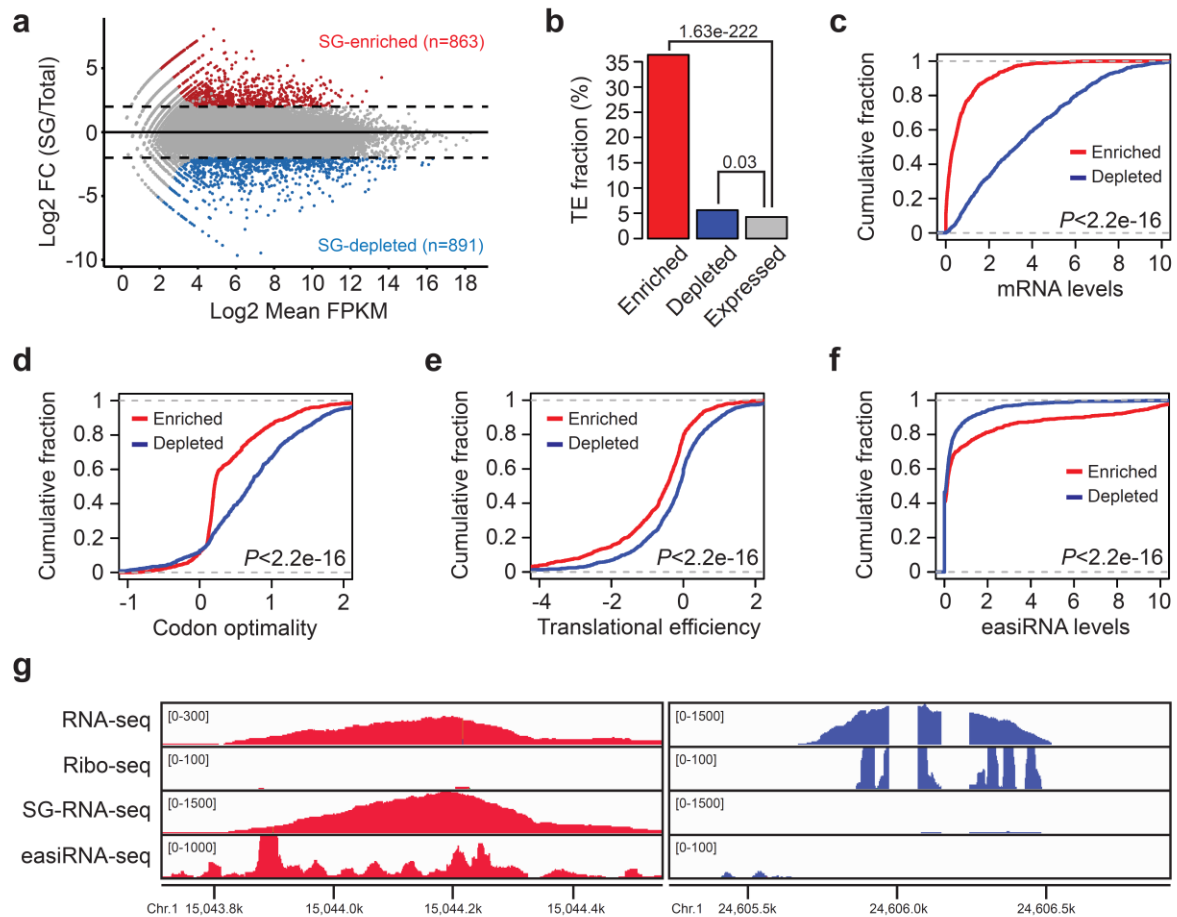 a
SG-enriched (n=863)
SG-depleted (n=891)
Log2 FC (SG/Total)
5
0
-5
-10
0 2 4 6 8 10 12 14 16 18
Log2 Mean FPKM
b
1.63e-222
0.03
TE fraction (%)
35
30
25
20
15
10
5
0
Enriched
Depleted
Expressed
c
Cumulative fraction
1
0.8
0.6
0.4
0.2
0
Enriched
Depleted
P<2.2e-16
0 2 4 6 8 10
mRNA levels
d
Cumulative fraction
1
0.8
0.6
0.4
0.2
0
Enriched
Depleted
P<2.2e-16
-1 0 1 2
Codon optimality
e
Cumulative fraction
1
0.8
0.6
0.4
0.2
0
Enriched
Depleted
P<2.2e-16
-4 -2 0 2
Translational efficiency
f
Cumulative fraction
1
0.8
0.6
0.4
0.2
0
Enriched
Depleted
P<2.2e-16
0 2 4 6 8 10
easiRNA levels
g
RNA-seq [0-300] [0-1500]
Ribo-seq [0-100] [0-100]
SG-RNA-seq [0-1500] [0-1500]
easiRNA-seq [0-1000] [0-100]
Chr.1 15,043.8k 15,044.0k 15,044.2k 15,044.4k
Chr.1 24,605.5k 24,606.0k 24,606.5k